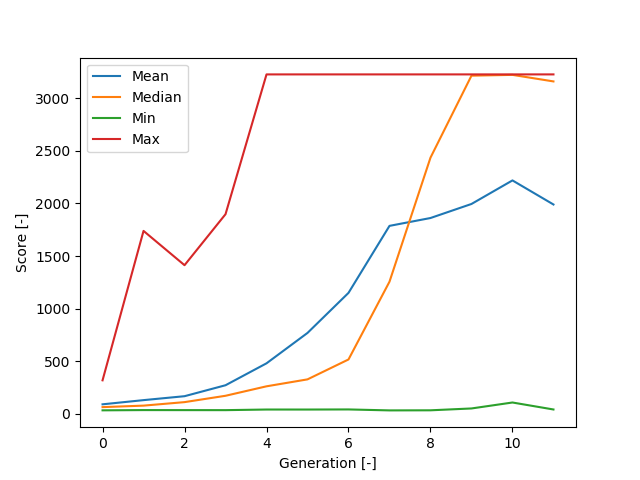 Mean
Median
Min
Max
3000
2500
2000
1500
1000
500
0
Score [-]
0 2 4 6 8 10
Generation [-]